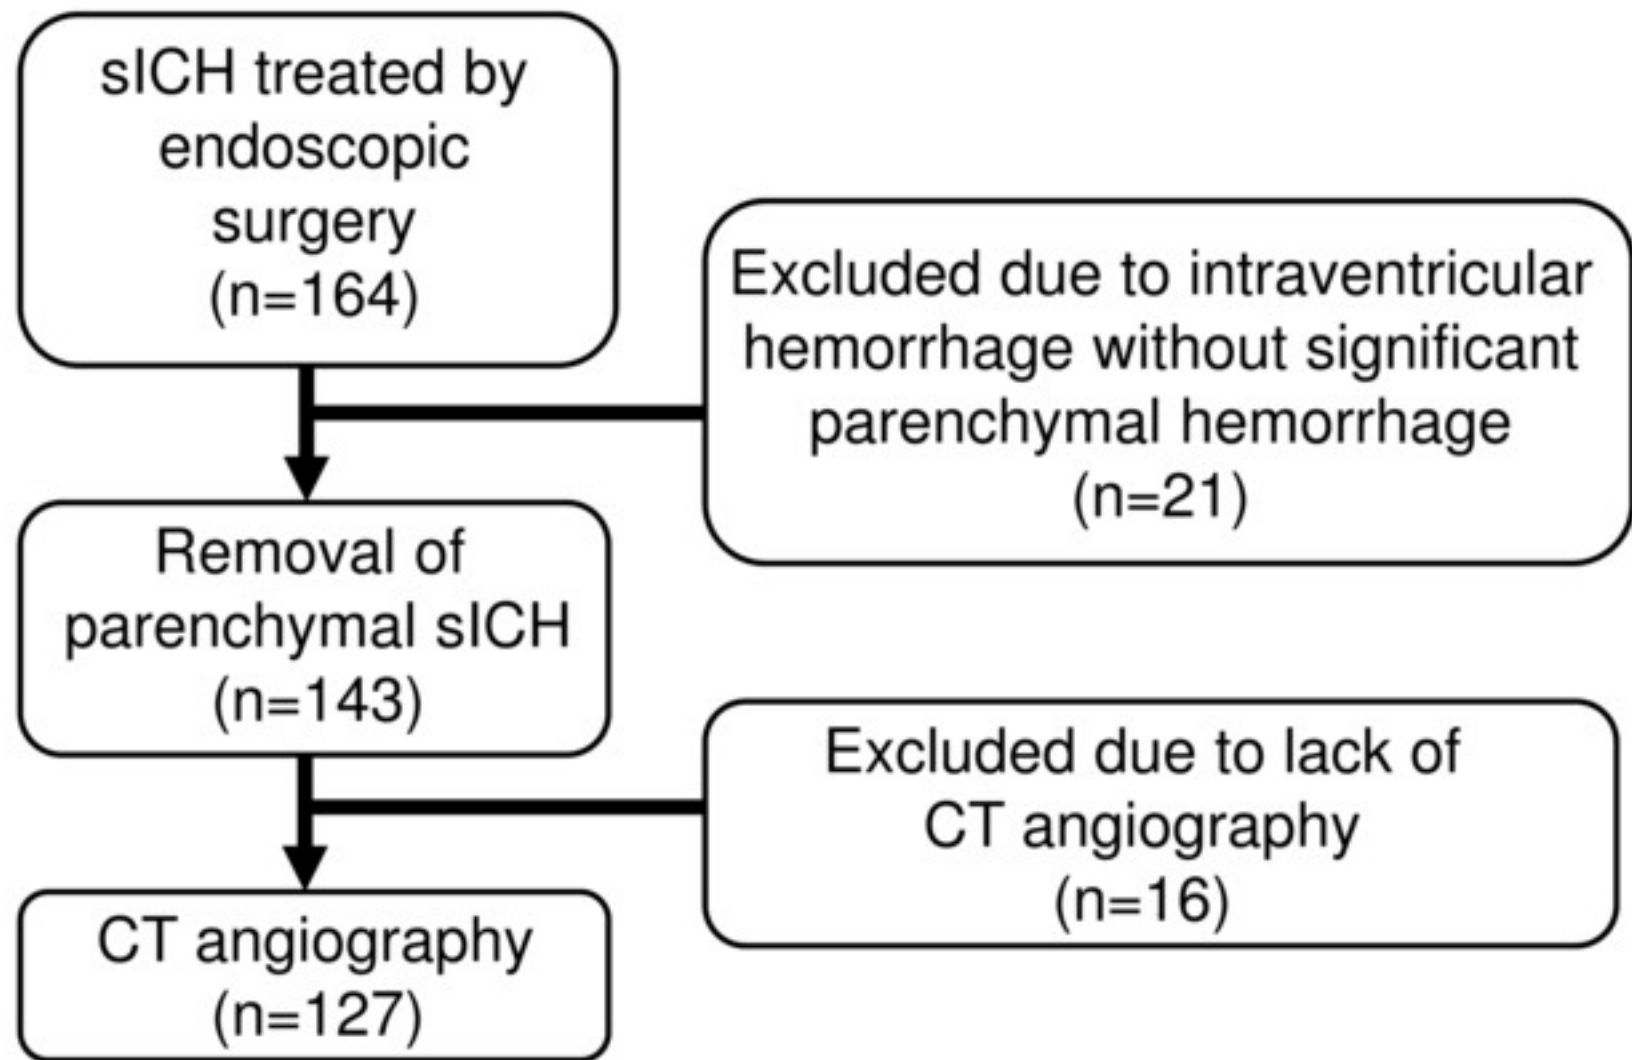 sICH treated by
endoscopic
surgery
(n=164)
Excluded due to intraventricular
hemorrhage without significant
parenchymal hemorrhage
(n=21)
Removal of
parenchymal sICH
(n=143)
Excluded due to lack of
CT angiography
(n=16)
CT angiography
(n=127)